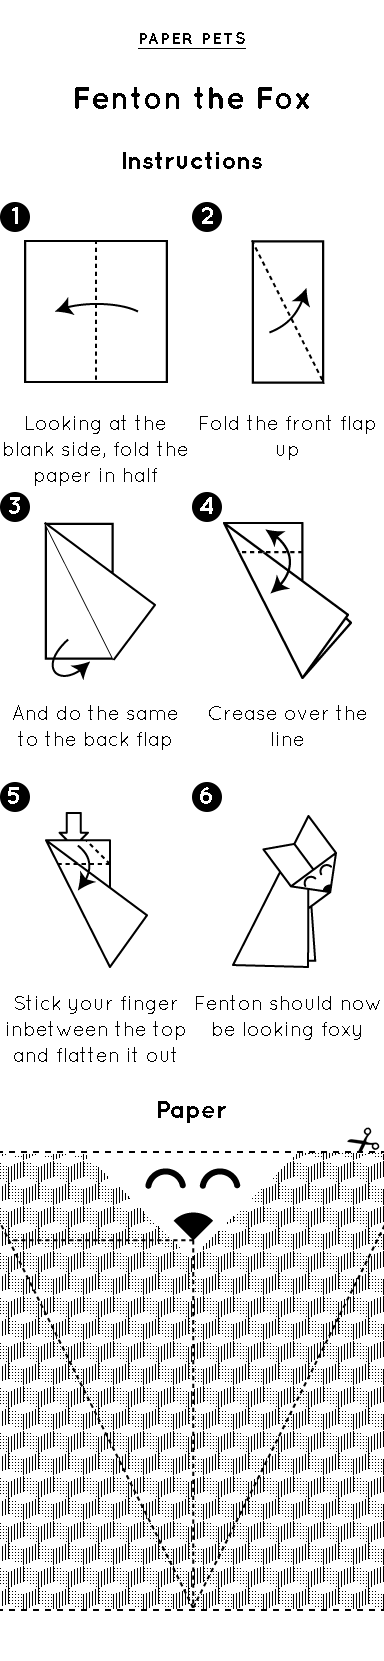 PAPER PETS
Fenton the Fox
Instructions
1
Looking at the
blank side, fold the
paper in half
2
Fold the front flap
up
3
And do the same
to the back flap
4
Crease over the
line
5
Stick your finger
inbetween the top
and flatten it out
6
Fenton should now
be looking foxy
Paper